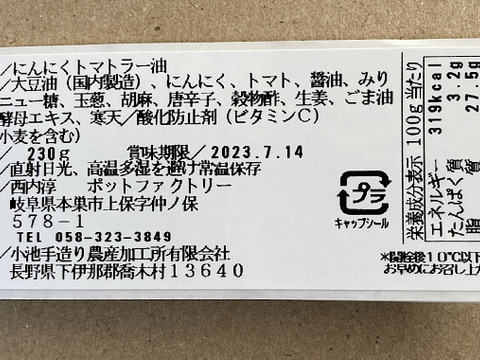 /にんにくトマトラー油
/大豆油(国内製造)、にんにく、トマト、醤油、みり
ニュー糖、玉葱、胡麻、唐辛子、穀物酢、生姜、ごま油
酵母エキス、寒天/酸化防止剤(ビタミンC)
小麦を含む)
/ 230g 賞味期限/2023.7.14
/直射日光、高温多湿を避け常温保存
/西内淳 ポットファクトリー
岐阜県本巣市上保字仲ノ保
578-1
TEL 058-323-3849
/小池手造り農産加工所有限会社
長野県下伊那郡喬木村13640
プラ
キャップシール
栄養成分表示 100g当たり
エネルギー 319kcal
たんぱく質 3.2g
脂 質 27.5g
*開栓後10℃以下
お早めにお召し上